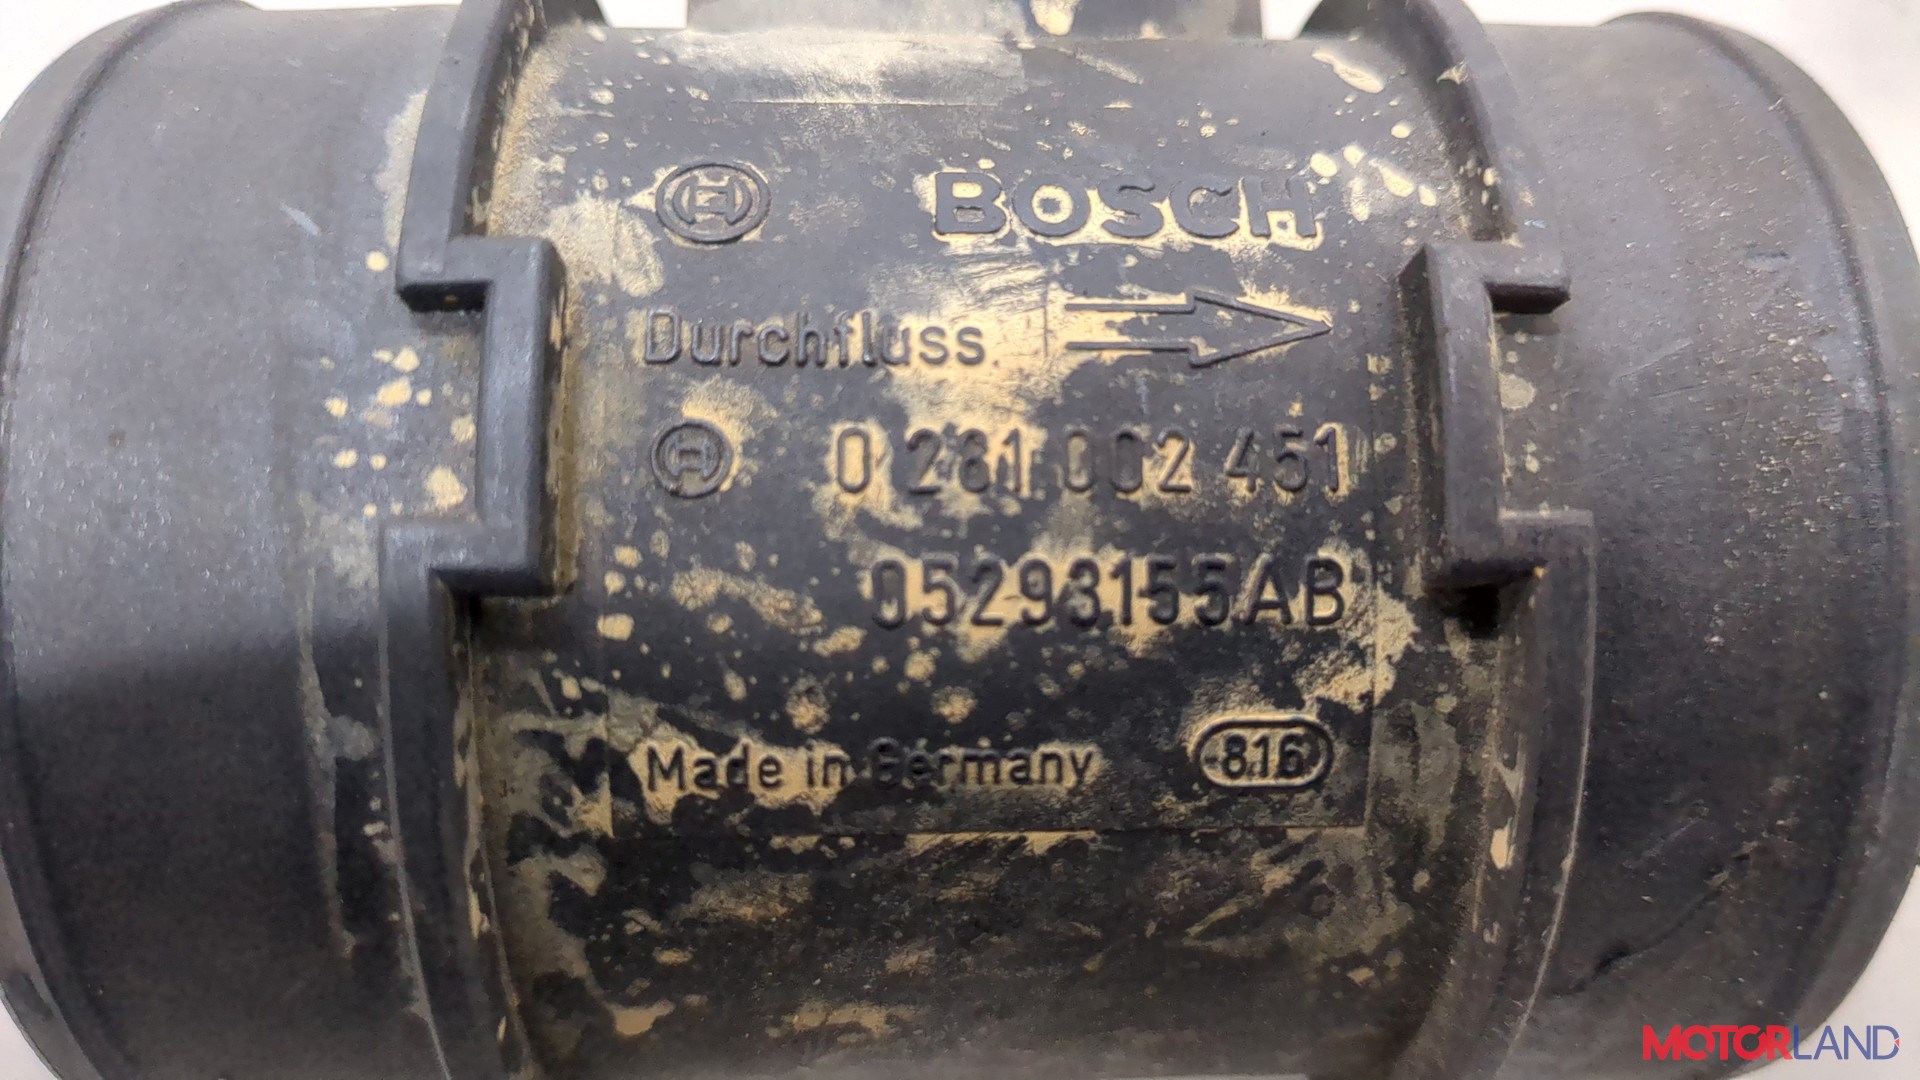 BOSCH
Durchfluss
0 281 002 451
05293155AB
Made in Germany 816
MOTORLAND